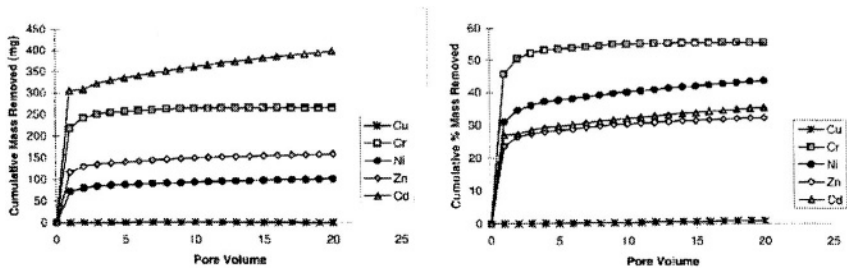 Cumulative Mass Removed (mg)
450
400
350
300
250
200
150
100
50
0
0
5
10
15
20
25
Pore Volume
Cu
Cr
Ni
Zn
Cd
Cumulative % Mass Removed
60
50
40
30
20
10
0
0
5
10
15
20
25
Pore Volume
Cu
Cr
Ni
Zn
Cd